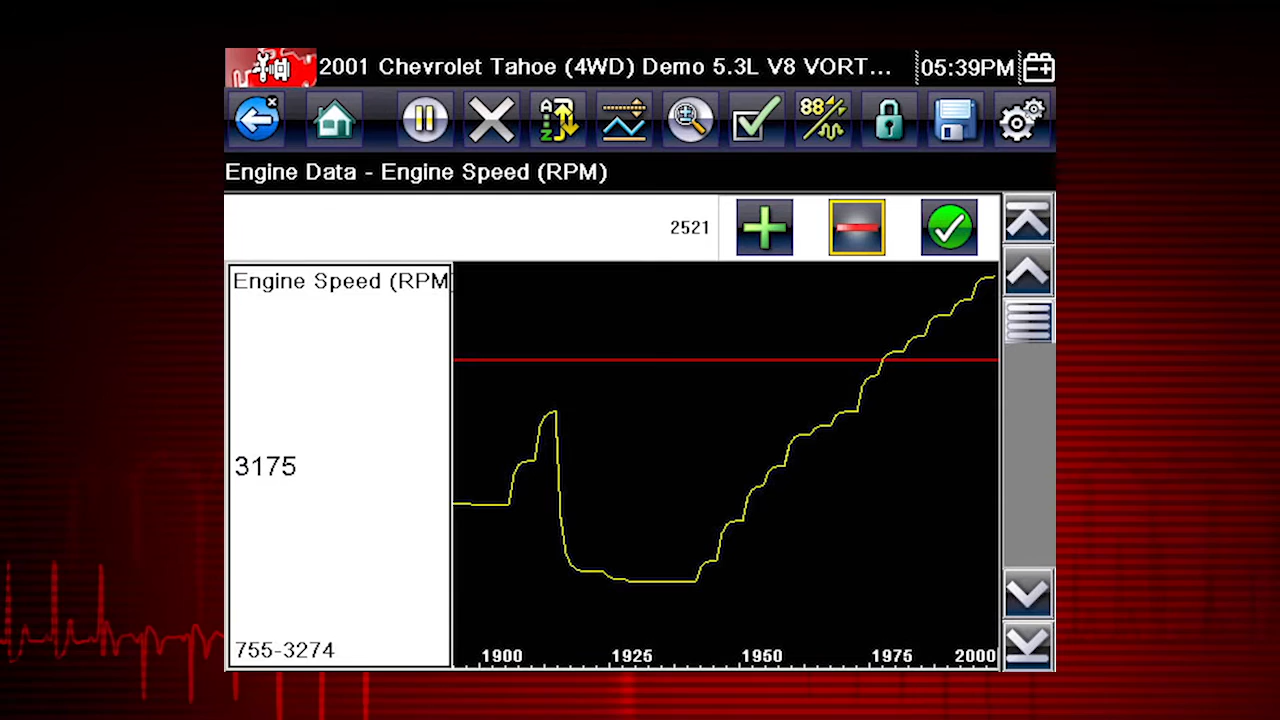 2001 Chevrolet Tahoe (4WD) Demo 5.3L V8 VORT... 05:39PM
A Z 88
Engine Data - Engine Speed (RPM)
2521
Engine Speed (RPM
3175
755-3274
1900 1925 1950 1975 2000